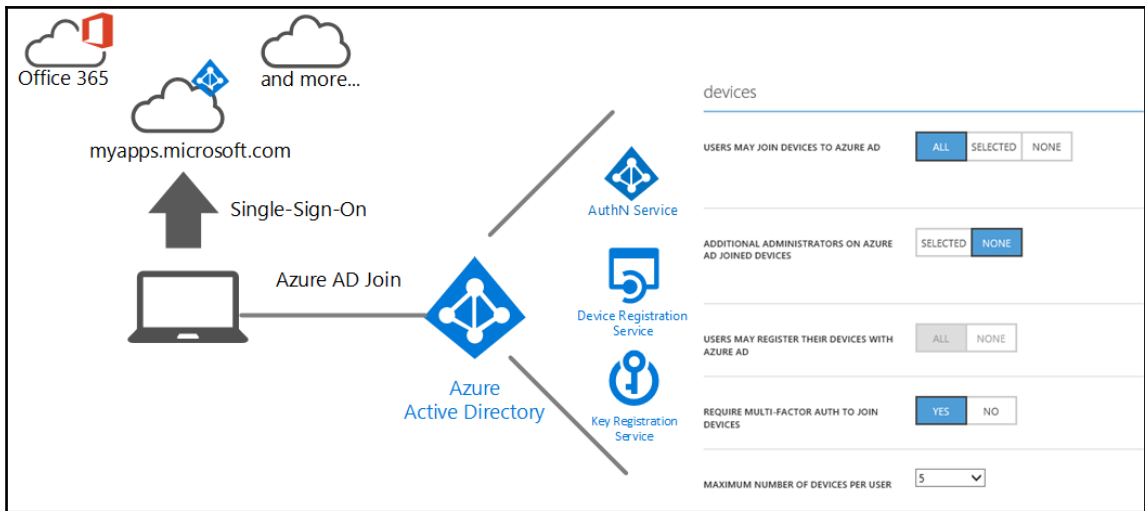 Office 365
and more...
myapps.microsoft.com
Single-Sign-On
Azure AD Join
Azure
Active Directory
AuthN Service
Device Registration
Service
Key Registration
Service
devices
USERS MAY JOIN DEVICES TO AZURE AD
ALL SELECTED NONE
ADDITIONAL ADMINISTRATORS ON AZURE
AD JOINED DEVICES
SELECTED NONE
USERS MAY REGISTER THEIR DEVICES WITH
AZURE AD
ALL NONE
REQUIRE MULTI-FACTOR AUTH TO JOIN
DEVICES
YES NO
MAXIMUM NUMBER OF DEVICES PER USER
5